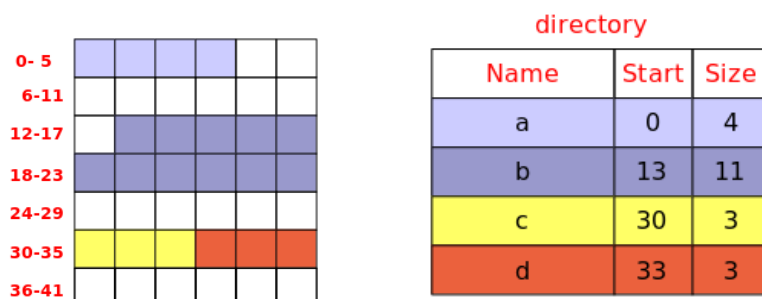 directory
Name Start Size
a 0 4
b 13 11
c 30 3
d 33 3
0- 5
6-11
12-17
18-23
24-29
30-35
36-41